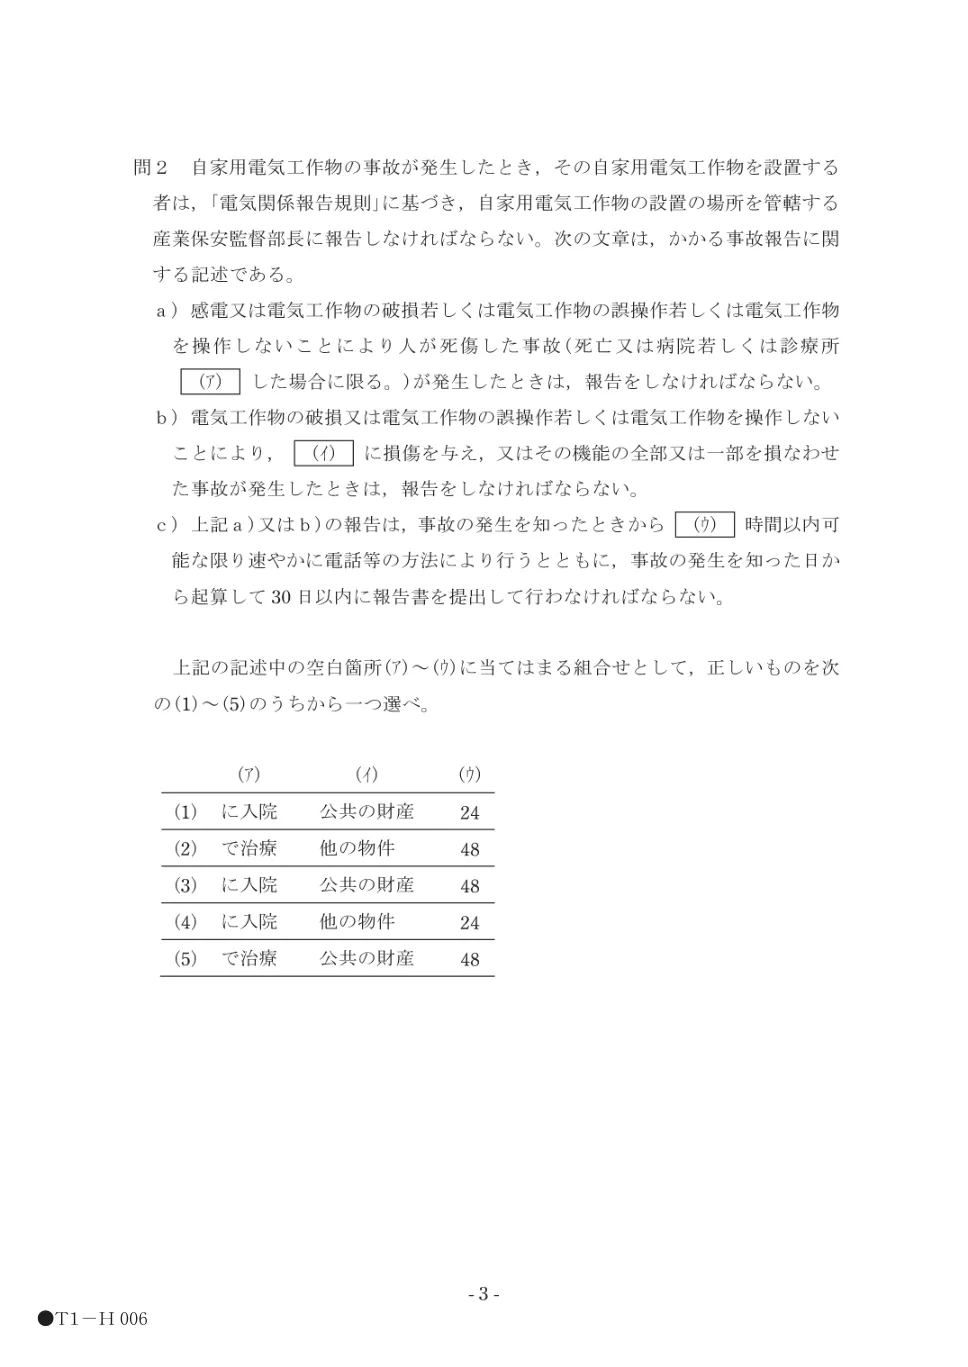 問２　自家用電気工作物の事故が発生したとき，その自家用電気工作物を設置する
者は，「電気関係報告規則」に基づき，自家用電気工作物の設置の場所を管轄する
産業保安監督部長に報告しなければならない。次の文章は，かかる事故報告に関
する記述である。
ａ）感電又は電気工作物の破損若しくは電気工作物の誤操作若しくは電気工作物
を操作しないことにより人が死傷した事故（死亡又は病院若しくは診療所
(ｱ) した場合に限る。）が発生したときは，報告をしなければならない。
ｂ）電気工作物の破損又は電気工作物の誤操作若しくは電気工作物を操作しない
ことにより， (ｲ) に損傷を与え，又はその機能の全部又は一部を損なわせ
た事故が発生したときは，報告をしなければならない。
ｃ）上記ａ）又はｂ）の報告は，事故の発生を知ったときから (ｳ) 時間以内可
能な限り速やかに電話等の方法により行うとともに，事故の発生を知った日か
ら起算して 30 日以内に報告書を提出して行わなければならない。
上記の記述中の空白箇所(ｱ)～(ｳ)に当てはまる組合せとして，正しいものを次
の(1)～(5)のうちから一つ選べ。
(ｱ) (ｲ) (ｳ)
(1) に入院 公共の財産 24
(2) で治療 他の物件 48
(3) に入院 公共の財産 48
(4) に入院 他の物件 24
(5) で治療 公共の財産 48
- 3 -
●T1－H 006